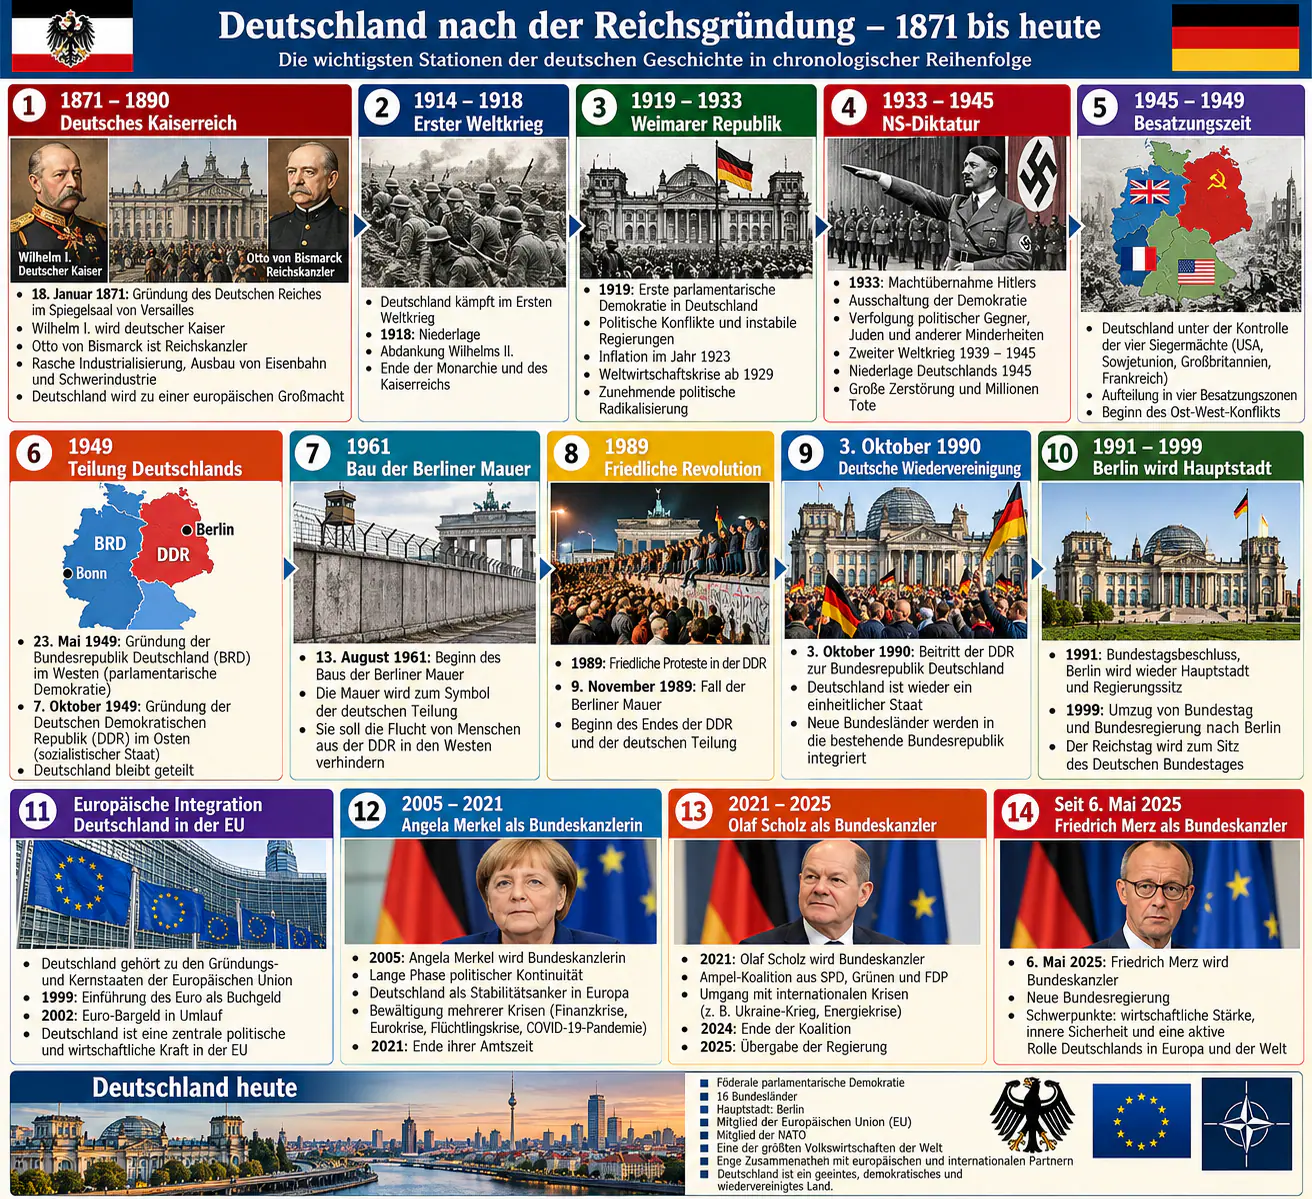 Deutschland nach der Reichsgründung – 1871 bis heute
Die wichtigsten Stationen der deutschen Geschichte in chronologischer Reihenfolge
1
1871 – 1890
Deutsches Kaiserreich
Wilhelm I.
Deutscher Kaiser
Otto von Bismarck
Reichskanzler
• 18. Januar 1871: Gründung des Deutschen Reiches
im Spiegelsaal von Versailles
• Wilhelm I. wird deutscher Kaiser
• Otto von Bismarck ist Reichskanzler
• Rasche Industrialisierung, Ausbau von Eisenbahn
und Schwerindustrie
• Deutschland wird zu einer europäischen Großmacht
2
1914 – 1918
Erster Weltkrieg
• Deutschland kämpft im Ersten
Weltkrieg
• 1918: Niederlage
• Abdankung Wilhelms II.
• Ende der Monarchie und des
Kaiserreichs
3
1919 – 1933
Weimarer Republik
• 1919: Erste parlamentarische
Demokratie in Deutschland
• Politische Konflikte und instabile
Regierungen
• Inflation im Jahr 1923
• Weltwirtschaftskrise ab 1929
• Zunehmende politische
Radikalisierung
4
1933 – 1945
NS-Diktatur
• 1933: Machtübernahme Hitlers
• Ausschaltung der Demokratie
• Verfolgung politischer Gegner,
Juden und anderer Minderheiten
• Zweiter Weltkrieg 1939 – 1945
• Niederlage Deutschlands 1945
• Große Zerstörung und Millionen
Tote
5
1945 – 1949
Besatzungszeit
• Deutschland unter der Kontrolle
der vier Siegermächte (USA,
Sowjetunion, Großbritannien,
Frankreich)
• Aufteilung in vier Besatzungszonen
• Beginn des Ost-West-Konflikts
6
1949
Teilung Deutschlands
Berlin
BRD
DDR
Bonn
• 23. Mai 1949: Gründung der
Bundesrepublik Deutschland (BRD)
im Westen (parlamentarische
Demokratie)
• 7. Oktober 1949: Gründung der
Deutschen Demokratischen
Republik (DDR) im Osten
(sozialistischer Staat)
• Deutschland bleibt geteilt
7
1961
Bau der Berliner Mauer
• 13. August 1961: Beginn des
Baus der Berliner Mauer
• Die Mauer wird zum Symbol
der deutschen Teilung
• Sie soll die Flucht von Menschen
aus der DDR in den Westen
verhindern
8
1989
Friedliche Revolution
• 1989: Friedliche Proteste in der DDR
• 9. November 1989: Fall der
Berliner Mauer
• Beginn des Endes der DDR
und der deutschen Teilung
9
3. Oktober 1990
Deutsche Wiedervereinigung
• 3. Oktober 1990: Beitritt der DDR
zur Bundesrepublik Deutschland
• Deutschland ist wieder ein
einheitlicher Staat
• Neue Bundesländer werden in
die bestehende Bundesrepublik
integriert
10
1991 – 1999
Berlin wird Hauptstadt
• 1991: Bundestagsbeschluss,
Berlin wird wieder Hauptstadt
und Regierungssitz
• 1999: Umzug von Bundestag
und Bundesregierung nach Berlin
• Der Reichstag wird zum Sitz
des Deutschen Bundestages
11
Europäische Integration
Deutschland in der EU
• Deutschland gehört zu den Gründungs-
und Kernstaaten der Europäischen Union
• 1999: Einführung des Euro als Buchgeld
• 2002: Euro-Bargeld in Umlauf
• Deutschland ist eine zentrale politische
und wirtschaftliche Kraft in der EU
12
2005 – 2021
Angela Merkel als Bundeskanzlerin
• 2005: Angela Merkel wird Bundeskanzlerin
• Lange Phase politischer Kontinuität
• Deutschland als Stabilitätsanker in Europa
• Bewältigung mehrerer Krisen (Finanzkrise,
Eurokrise, Flüchtlingskrise, COVID-19-Pandemie)
• 2021: Ende ihrer Amtszeit
13
2021 – 2025
Olaf Scholz als Bundeskanzler
• 2021: Olaf Scholz wird Bundeskanzler
• Ampel-Koalition aus SPD, Grünen und FDP
• Umgang mit internationalen Krisen
(z. B. Ukraine-Krieg, Energiekrise)
• 2024: Ende der Koalition
• 2025: Übergabe der Regierung
14
Seit 6. Mai 2025
Friedrich Merz als Bundeskanzler
• 6. Mai 2025: Friedrich Merz wird
Bundeskanzler
• Neue Bundesregierung
• Schwerpunkte: wirtschaftliche Stärke,
innere Sicherheit und eine aktive
Rolle Deutschlands in Europa und der Welt
Deutschland heute
■ Föderale parlamentarische Demokratie
■ 16 Bundesländer
■ Hauptstadt: Berlin
■ Mitglied der Europäischen Union (EU)
■ Mitglied der NATO
■ Eine der größten Volkswirtschaften der Welt
■ Enge Zusammenatheh mit europäischen und internationalen Partnern
■ Deutschland ist ein geeintes, demokratisches und
wiedervereinigtes Land.